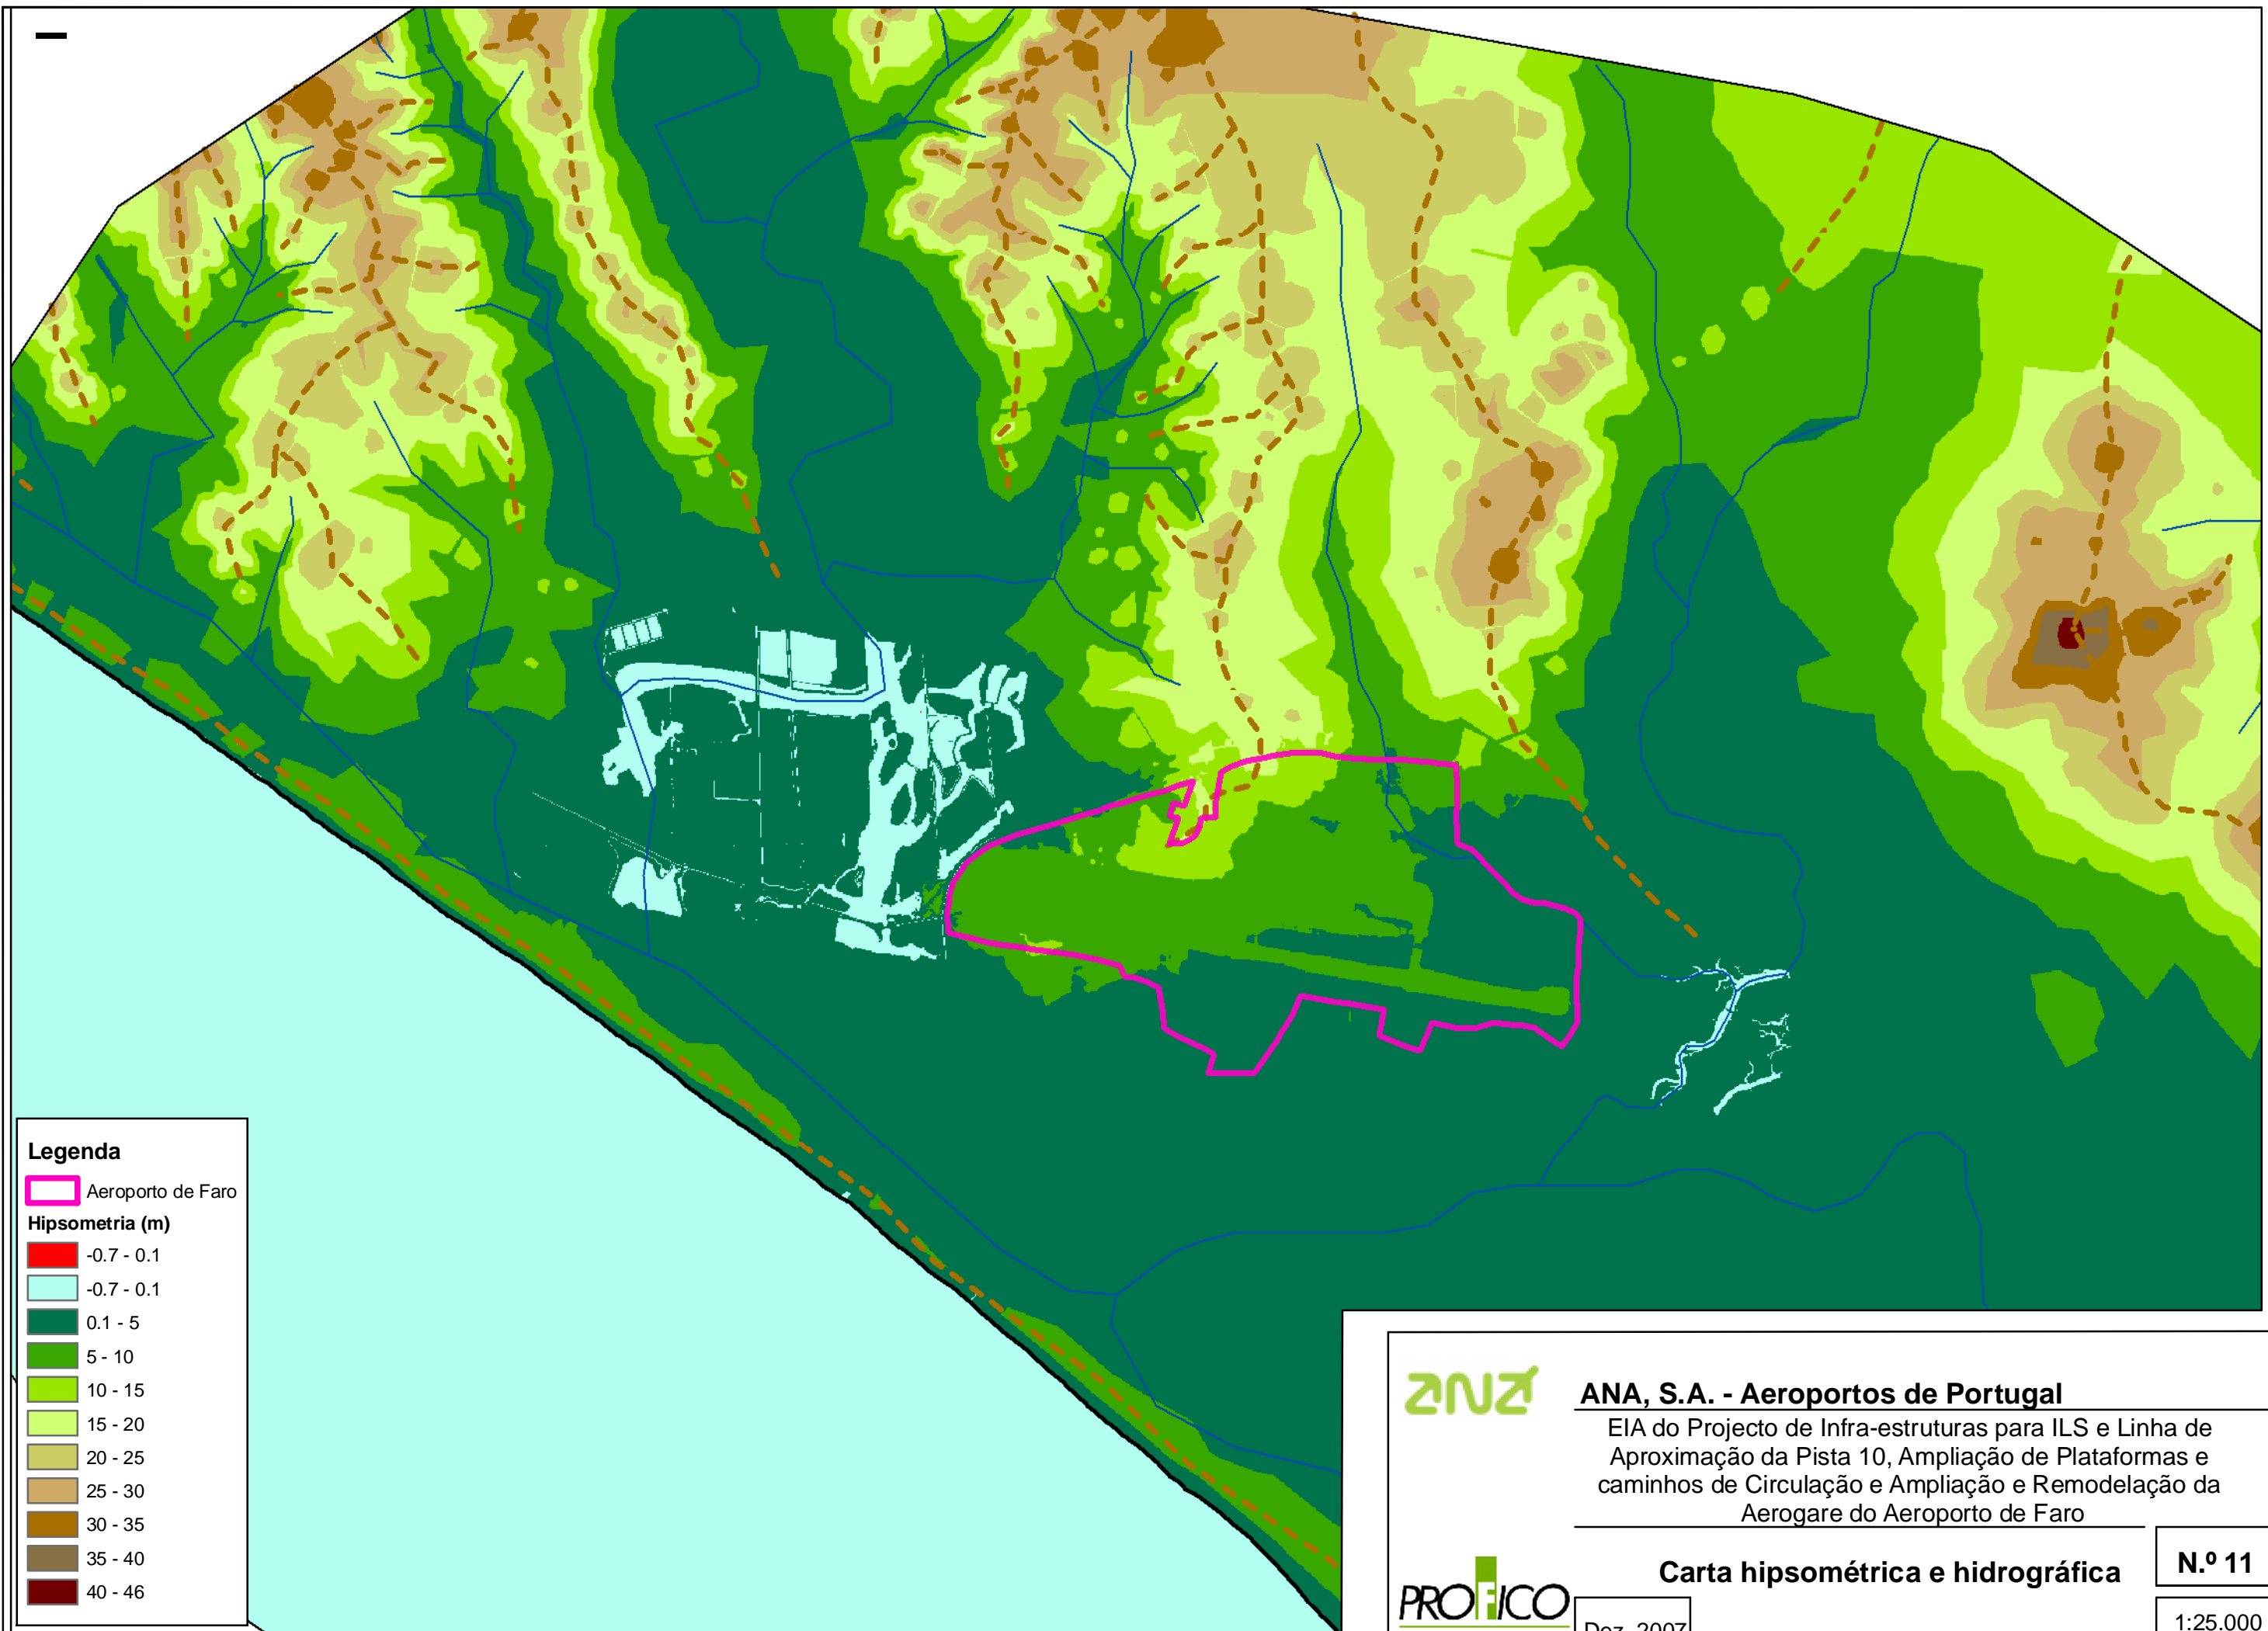 Legenda
Aeroporto de Faro
Hipsometria (m)
-0.7 - 0.1
-0.7 - 0.1
0.1 - 5
5 - 10
10 - 15
15 - 20
20 - 25
25 - 30
30 - 35
35 - 40
40 - 46
ana
ANA, S.A. - Aeroportos de Portugal
EIA do Projecto de Infra-estruturas para ILS e Linha de
Aproximação da Pista 10, Ampliação de Plataformas e
caminhos de Circulação e Ampliação e Remodelação da
Aerogare do Aeroporto de Faro
Carta hipsométrica e hidrográfica
N.º 11
PROFICO
Dez. 2007
1:25.000